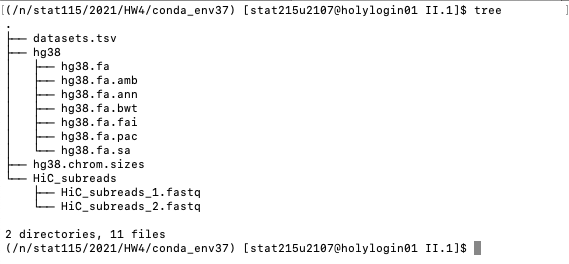 [(/n/stat115/2021/HW4/conda_env37) [stat215u2107@holylogin01 II.1]$ tree ]
.
├── datasets.tsv
├── hg38
│   ├── hg38.fa
│   ├── hg38.fa.amb
│   ├── hg38.fa.ann
│   ├── hg38.fa.bwt
│   ├── hg38.fa.fai
│   ├── hg38.fa.pac
│   └── hg38.fa.sa
├── hg38.chrom.sizes
└── HiC_subreads
    ├── HiC_subreads_1.fastq
    └── HiC_subreads_2.fastq

2 directories, 11 files
(/n/stat115/2021/HW4/conda_env37) [stat215u2107@holylogin01 II.1]$